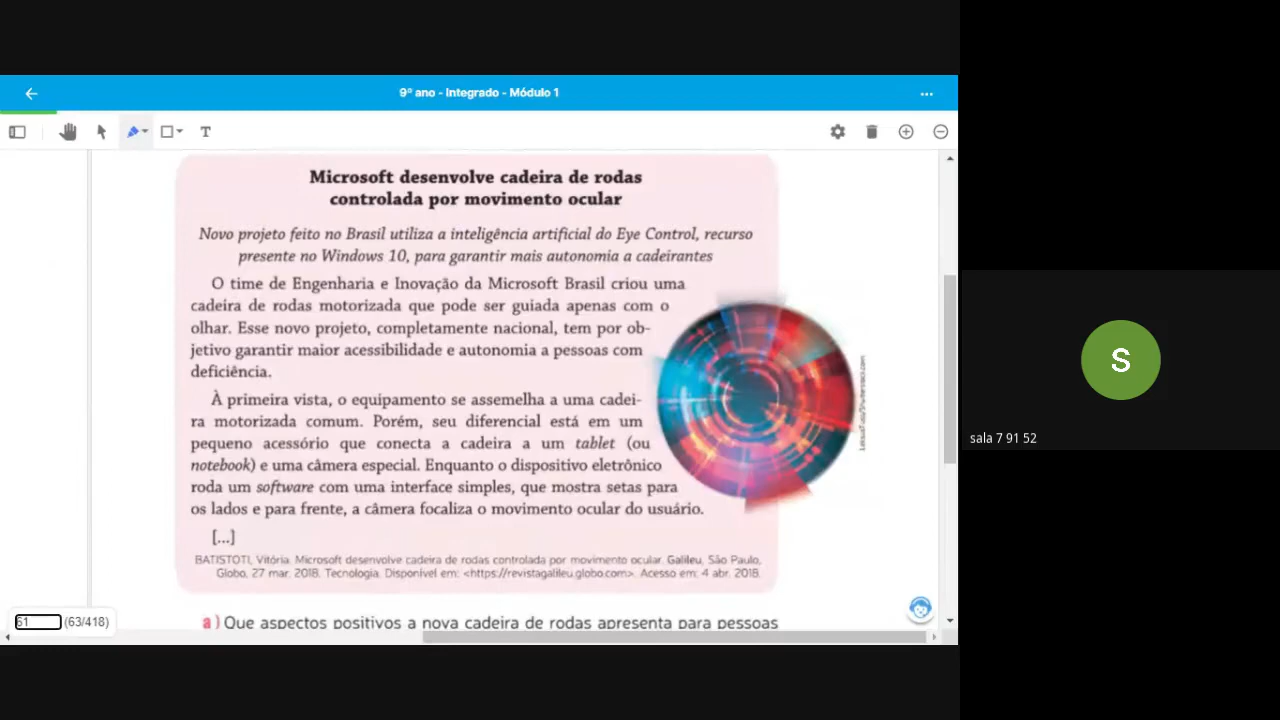 9º ano - Integrado - Módulo 1
T
Microsoft desenvolve cadeira de rodas
controlada por movimento ocular
Novo projeto feito no Brasil utiliza a inteligência artificial do Eye Control, recurso
presente no Windows 10, para garantir mais autonomia a cadeirantes
O time de Engenharia e Inovação da Microsoft Brasil criou uma
cadeira de rodas motorizada que pode ser guiada apenas com o
olhar. Esse novo projeto, completamente nacional, tem por ob-
jetivo garantir maior acessibilidade e autonomia a pessoas com
deficiência.
À primeira vista, o equipamento se assemelha a uma cadei-
ra motorizada comum. Porém, seu diferencial está em um
pequeno acessório que conecta a cadeira a um tablet (ou
notebook) e uma câmera especial. Enquanto o dispositivo eletrônico
roda um software com uma interface simples, que mostra setas para
os lados e para frente, a câmera focaliza o movimento ocular do usuário.
[...]
BATISTOTI, Vitória. Microsoft desenvolve cadeira de rodas controlada por movimento ocular. Galileu, São Paulo,
Globo, 27 mar. 2018. Tecnologia. Disponível em: <https://revistagalileu.globo.com>. Acesso em: 4 abr. 2018.
a) Que aspectos positivos a nova cadeira de rodas apresenta para pessoas
61 (63/418)
S
sala 7 91 52